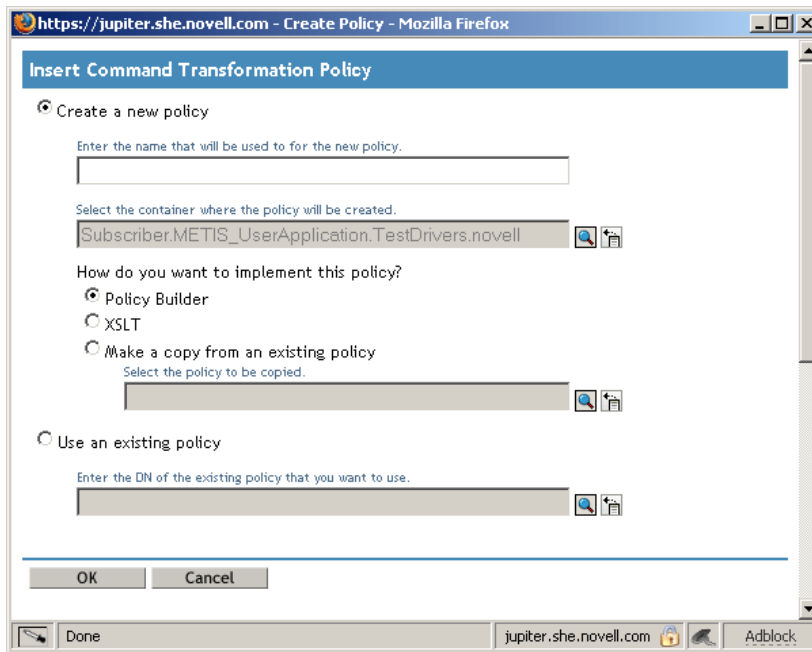 https://jupiter.she.novell.com - Create Policy - Mozilla Firefox
Insert Command Transformation Policy
Create a new policy
Enter the name that will be used to for the new policy.
Select the container where the policy will be created.
Subscriber.METIS_UserApplication.TestDrivers.novell
How do you want to implement this policy?
Policy Builder
XSLT
Make a copy from an existing policy
Select the policy to be copied.
Use an existing policy
Enter the DN of the existing policy that you want to use.
OK Cancel
Done jupiter.she.novell.com Adblock